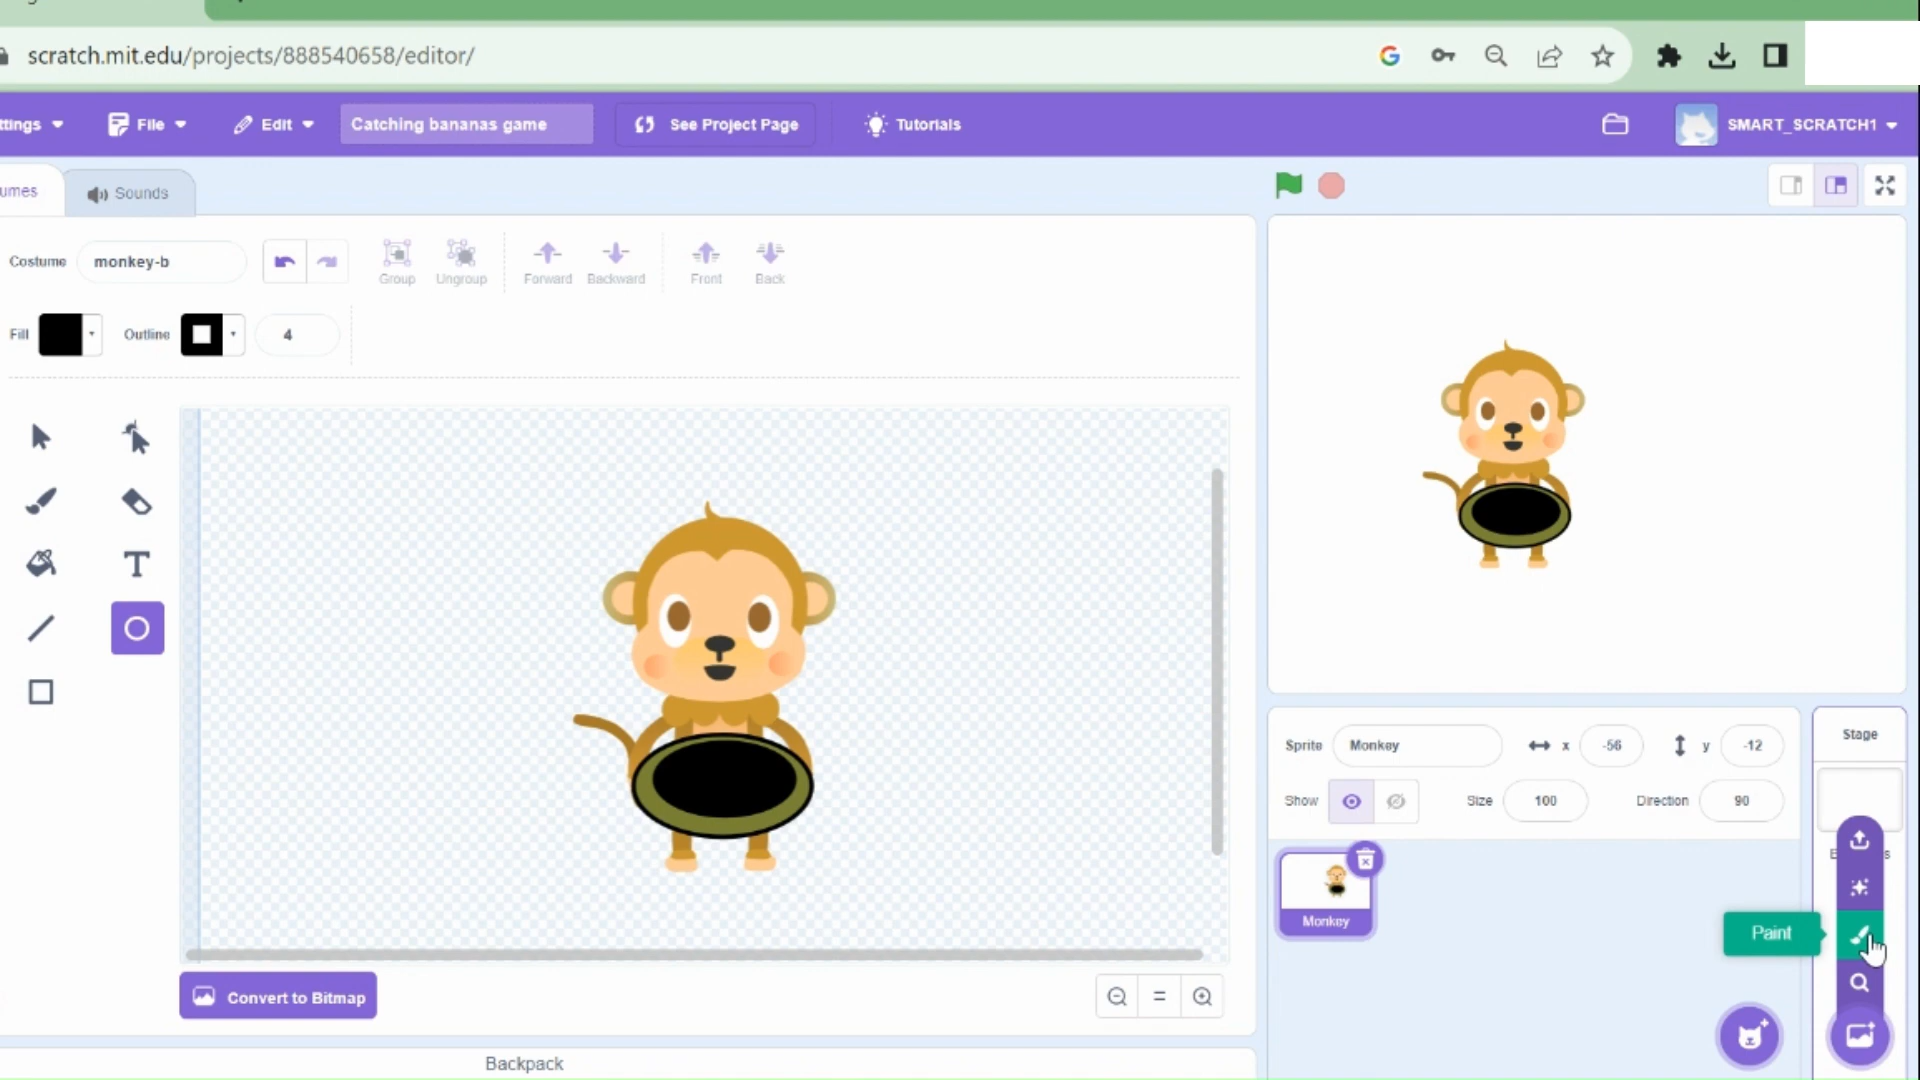 scratch.mit.edu/projects/888540658/editor/
ttings File Edit Catching bananas game See Project Page Tutorials SMART_SCRATCH1
umes Sounds
Costume monkey-b Group Ungroup Forward Backward Front Back
Fill Outline 4
Stage
Sprite Monkey x -56 y -12
Show Size 100 Direction 90
Monkey
Paint
Convert to Bitmap
Backpack